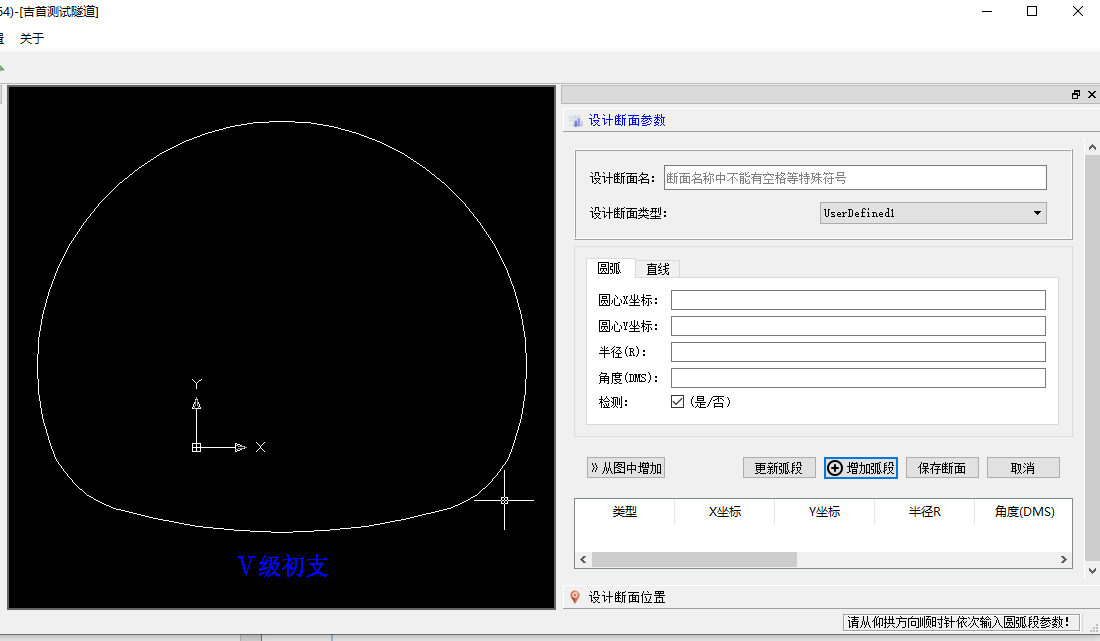 54)-[吉首测试隧道]
置 关于
设计断面参数
设计断面名: 断面名称中不能有空格等特殊符号
设计断面类型: UserDefined1
圆弧 直线
圆心X坐标:
圆心Y坐标:
半径(R):
角度(DMS):
检测: (是/否)
Y
X
》从图中增加 更新弧段 增加弧段 保存断面 取消
类型 X坐标 Y坐标 半径R 角度(DMS)
V级初支
设计断面位置
请从仰拱方向顺时针依次输入圆弧段参数!